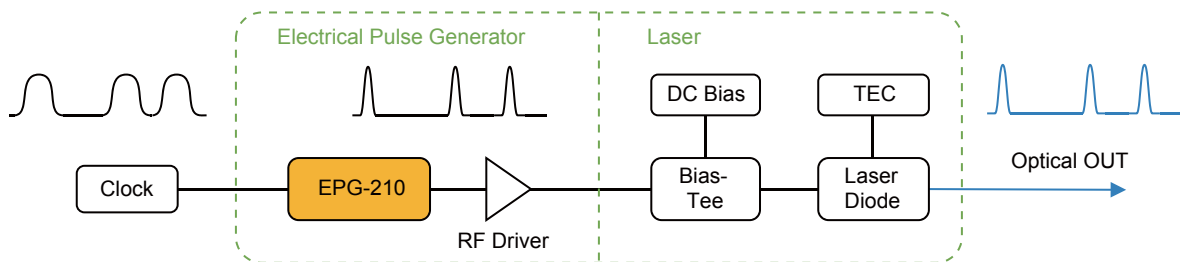 Electrical Pulse Generator
Laser
DC Bias
TEC
Clock
EPG-210
RF Driver
Bias-
Tee
Laser
Diode
Optical OUT